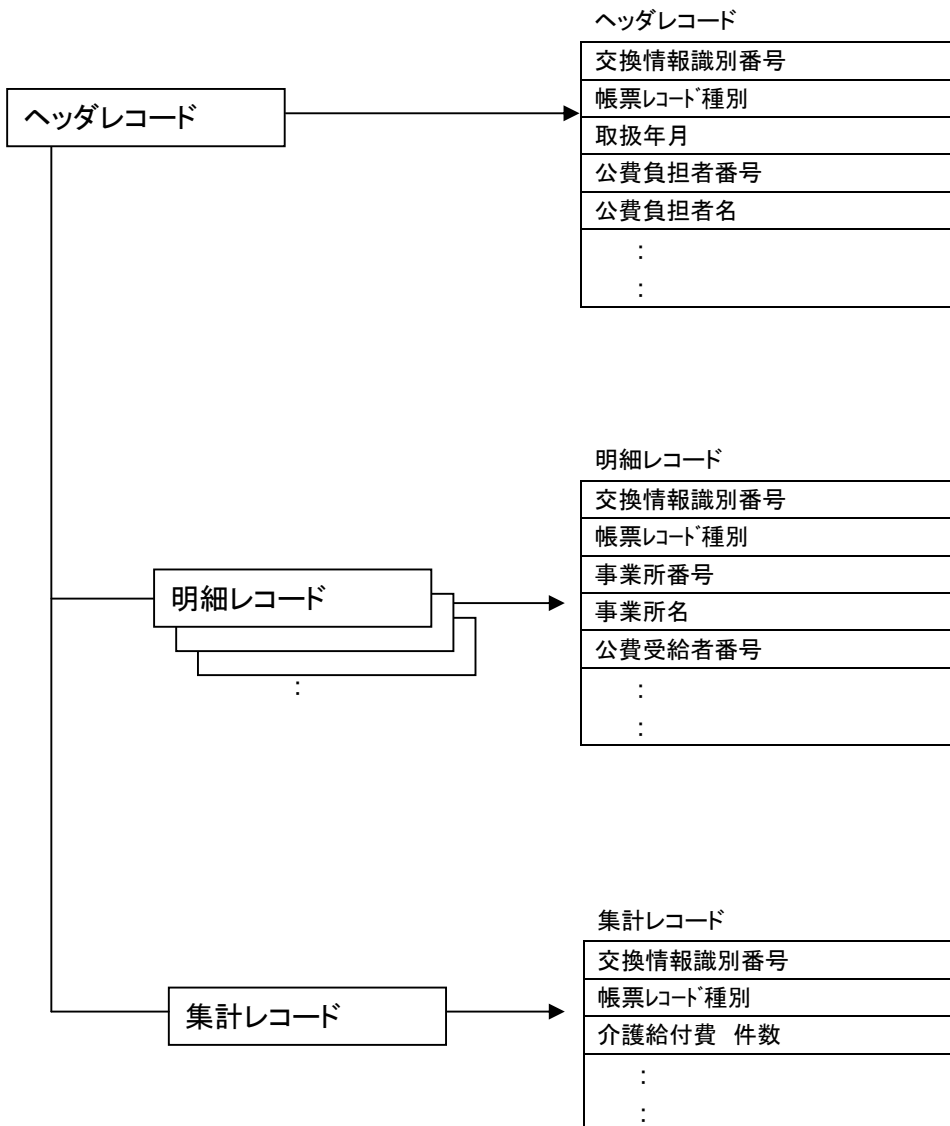 ヘッダレコード
ヘッダレコード
交換情報識別番号
帳票ﾚｺｰﾄﾞ種別
取扱年月
公費負担者番号
公費負担者名
:
:
明細レコード
:
明細レコード
交換情報識別番号
帳票ﾚｺｰﾄﾞ種別
事業所番号
事業所名
公費受給者番号
:
:
集計レコード
集計レコード
交換情報識別番号
帳票ﾚｺｰﾄﾞ種別
介護給付費　件数
:
: